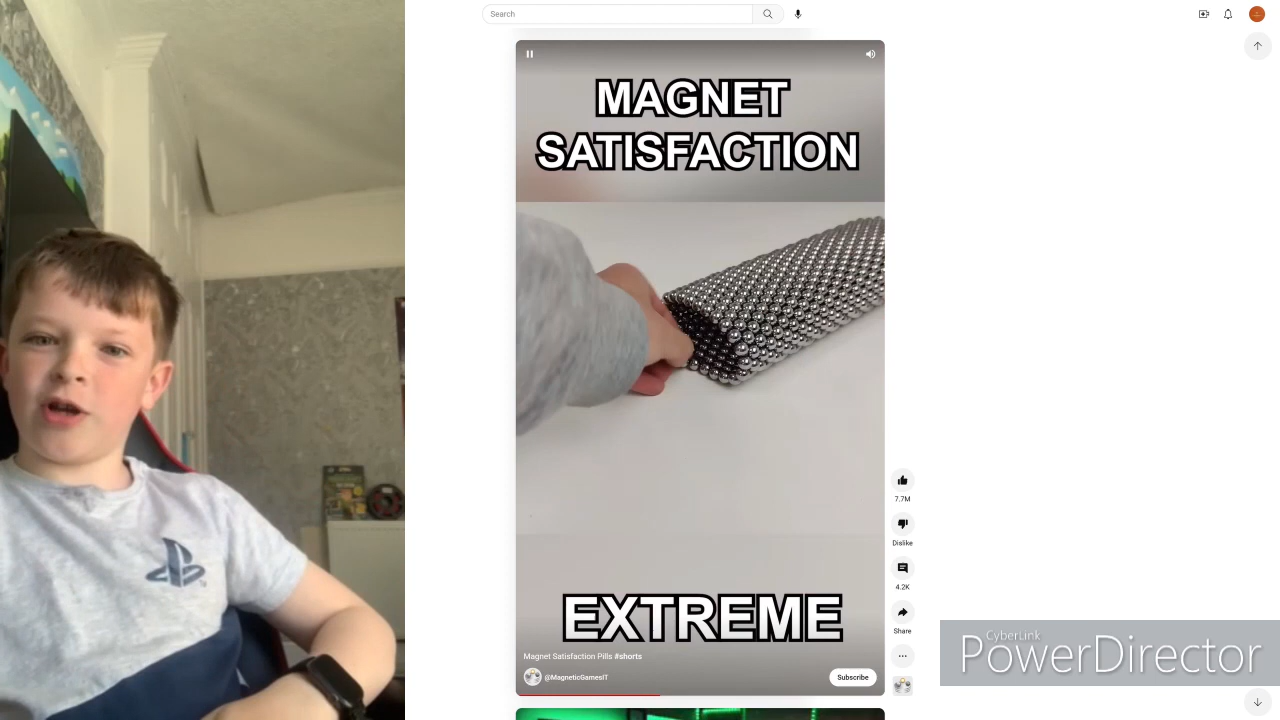 Search
MAGNET
SATISFACTION
EXTREME
Magnet Satisfaction Pills #shorts
@MagneticGamesIT
Subscribe
7.7M
Dislike
4.2K
Share
CyberLink
PowerDirector